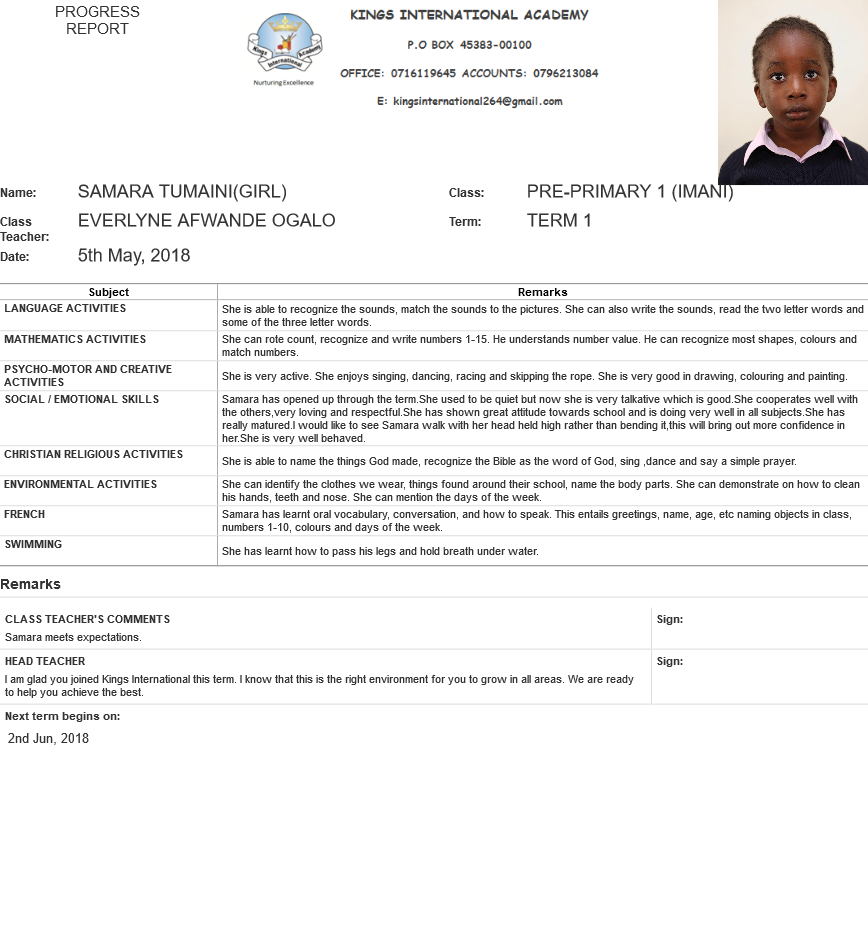 PROGRESS
REPORT
KINGS INTERNATIONAL ACADEMY
P.O BOX 45383-00100
OFFICE: 0716119645 ACCOUNTS: 0796213084
E: kingsinternational264@gmail.com
Kings International Academy
Nurturing Excellence
Name: SAMARA TUMAINI(GIRL) Class: PRE-PRIMARY 1 (IMANI)
Class Teacher: EVERLYNE AFWANDE OGALO Term: TERM 1
Date: 5th May, 2018
Subject Remarks
LANGUAGE ACTIVITIES She is able to recognize the sounds, match the sounds to the pictures. She can also write the sounds, read the two letter words and
some of the three letter words.
MATHEMATICS ACTIVITIES She can rote count, recognize and write numbers 1-15. He understands number value. He can recognize most shapes, colours and
match numbers.
PSYCHO-MOTOR AND CREATIVE
ACTIVITIES
She is very active. She enjoys singing, dancing, racing and skipping the rope. She is very good in drawing, colouring and painting.
SOCIAL / EMOTIONAL SKILLS Samara has opened up through the term.She used to be quiet but now she is very talkative which is good.She cooperates well with
the others,very loving and respectful.She has shown great attitude towards school and is doing very well in all subjects.She has
really matured.I would like to see Samara walk with her head held high rather than bending it,this will bring out more confidence in
her.She is very well behaved.
CHRISTIAN RELIGIOUS ACTIVITIES She is able to name the things God made, recognize the Bible as the word of God, sing ,dance and say a simple prayer.
ENVIRONMENTAL ACTIVITIES She can identify the clothes we wear, things found around their school, name the body parts. She can demonstrate on how to clean
his hands, teeth and nose. She can mention the days of the week.
FRENCH Samara has learnt oral vocabulary, conversation, and how to speak. This entails greetings, name, age, etc naming objects in class,
numbers 1-10, colours and days of the week.
SWIMMING She has learnt how to pass his legs and hold breath under water.
Remarks
CLASS TEACHER'S COMMENTS Sign:
Samara meets expectations.
HEAD TEACHER Sign:
I am glad you joined Kings International this term. I know that this is the right environment for you to grow in all areas. We are ready
to help you achieve the best.
Next term begins on:
2nd Jun, 2018